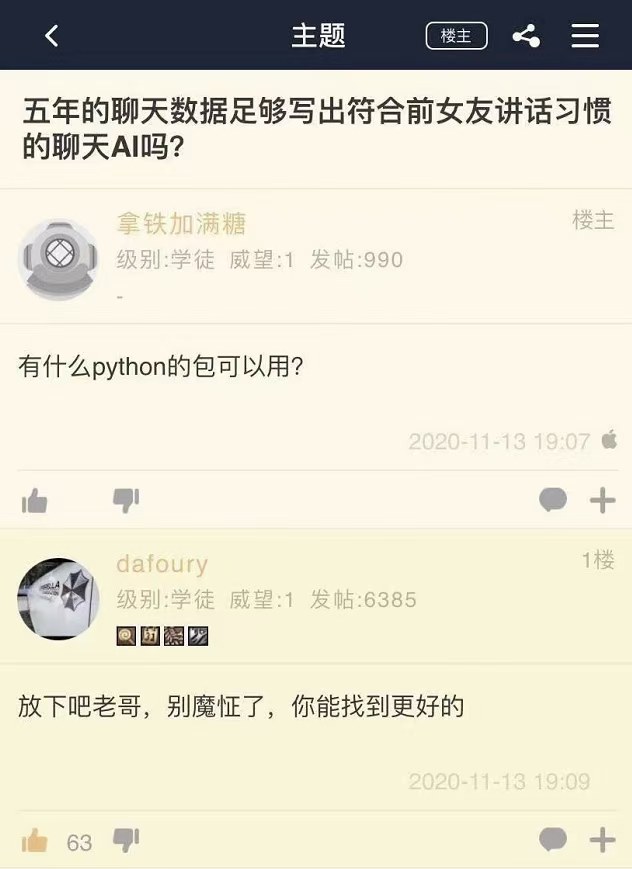 主题
楼主
五年的聊天数据足够写出符合前女友讲话习惯
的聊天AI吗?
拿铁加满糖
楼主
级别:学徒 威望:1 发帖:990
-
有什么python的包可以用?
2020-11-13 19:07
dafoury
1楼
级别:学徒 威望:1 发帖:6385
放下吧老哥，别魔怔了，你能找到更好的
2020-11-13 19:09
63